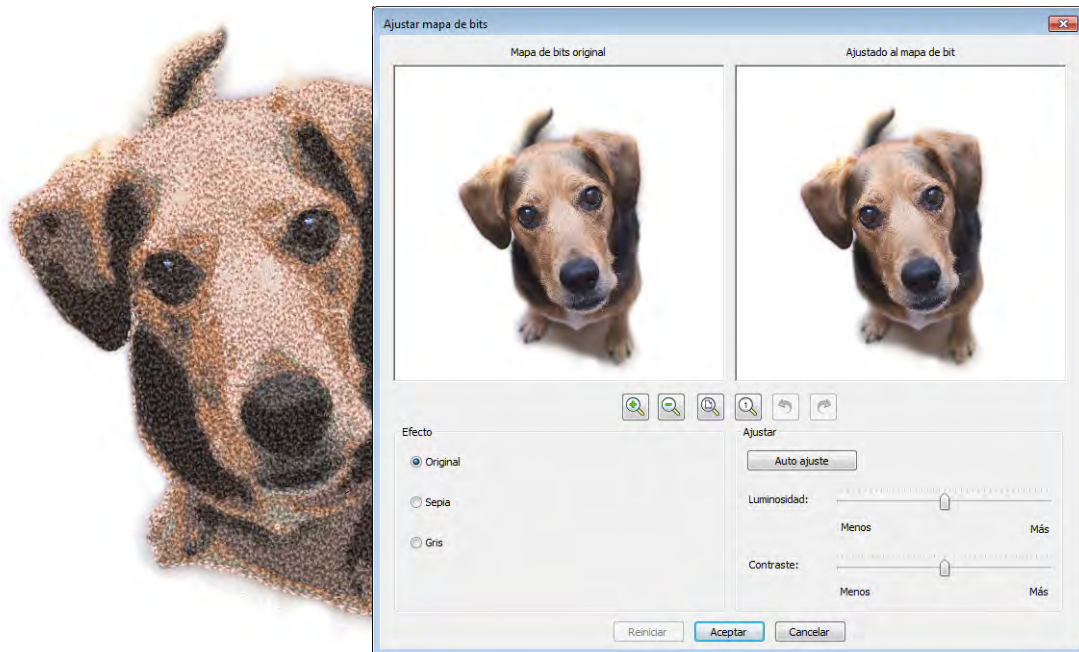 Ajustar mapa de bits
Mapa de bits original
Ajustado al mapa de bit
1
Efecto
Original
Sepia
Gris
Ajustar
Auto ajuste
Luminosidad:
Menos Más
Contraste:
Menos Más
Reiniciar Aceptar Cancelar